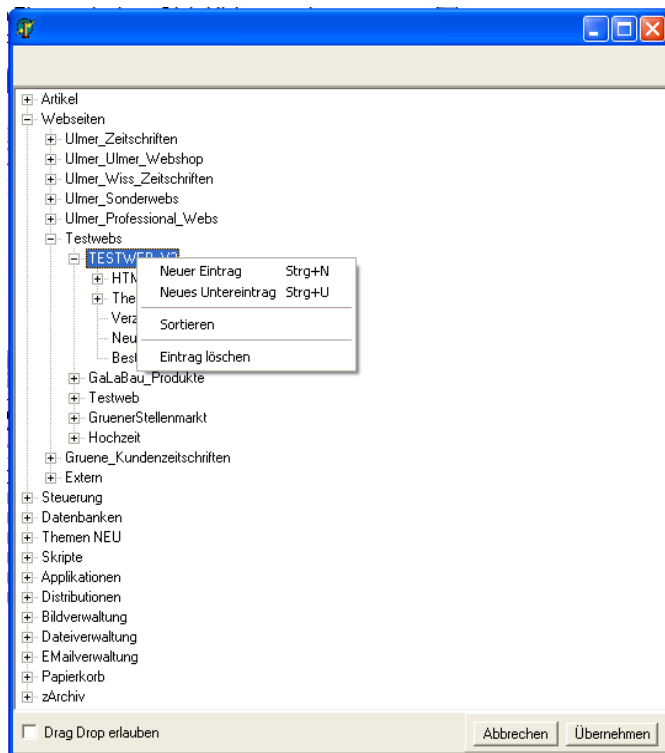 Artikel
Webseiten
Ulmer_Zeitschriften
Ulmer_Ulmer_Webshop
Ulmer_Wiss_Zeitschriften
Ulmer_Sonderwebs
Ulmer_Professional_Webs
Testwebs
TESTWEB_V2
Neuer Eintrag Strg+N
Neues Untereintrag Strg+U
Sortieren
Eintrag löschen
GaLaBau_Produkte
Testweb
GruenerStellenmarkt
Hochzeit
Gruene_Kundenzeitschriften
Extern
Steuerung
Datenbanken
Themen NEU
Skripte
Applikationen
Distributionen
Bildverwaltung
Dateiverwaltung
EMailverwaltung
Papierkorb
zArchiv
Drag Drop erlauben
Abbrechen Übernehmen